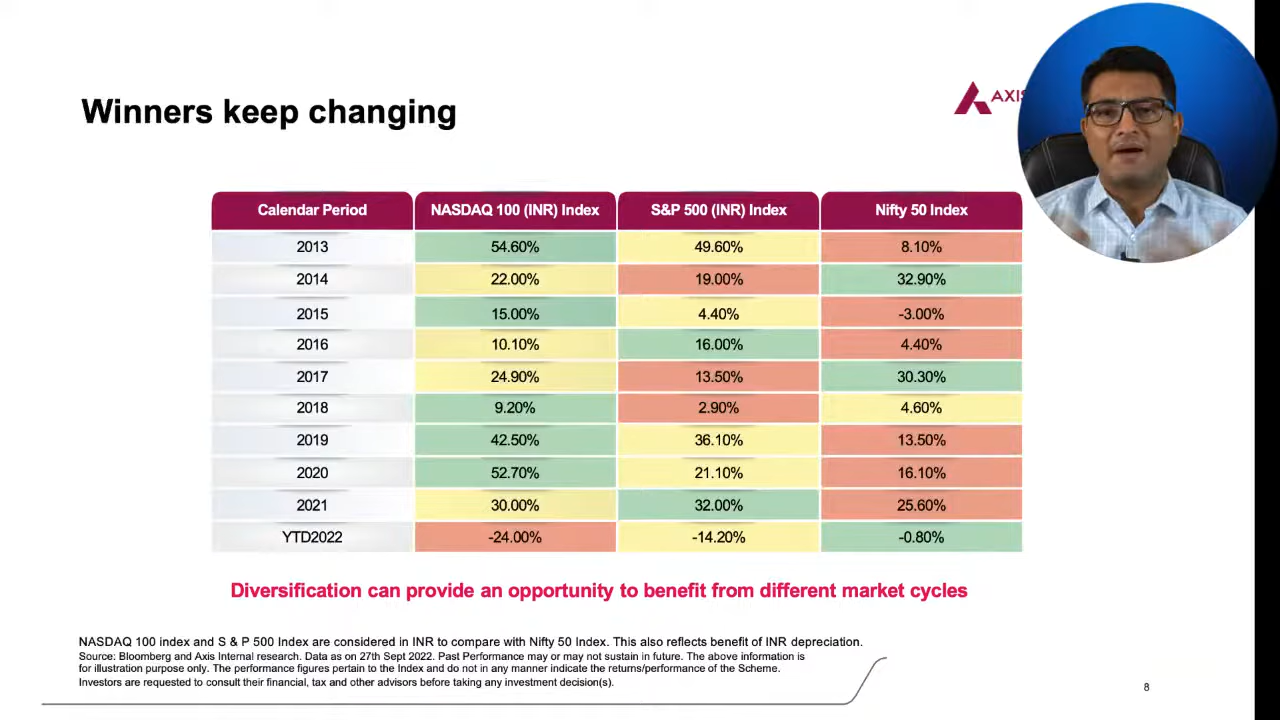 Winners keep changing
AXIS
Calendar Period NASDAQ 100 (INR) Index S&P 500 (INR) Index Nifty 50 Index
2013 54.60% 49.60% 8.10%
2014 22.00% 19.00% 32.90%
2015 15.00% 4.40% -3.00%
2016 10.10% 16.00% 4.40%
2017 24.90% 13.50% 30.30%
2018 9.20% 2.90% 4.60%
2019 42.50% 36.10% 13.50%
2020 52.70% 21.10% 16.10%
2021 30.00% 32.00% 25.60%
YTD2022 -24.00% -14.20% -0.80%
Diversification can provide an opportunity to benefit from different market cycles
NASDAQ 100 index and S & P 500 Index are considered in INR to compare with Nifty 50 Index. This also reflects benefit of INR depreciation.
Source: Bloomberg and Axis Internal research. Data as on 27th Sept 2022. Past Performance may or may not sustain in future. The above information is
for illustration purpose only. The performance figures pertain to the Index and do not in any manner indicate the returns/performance of the Scheme.
Investors are requested to consult their financial, tax and other advisors before taking any investment decision(s).
8